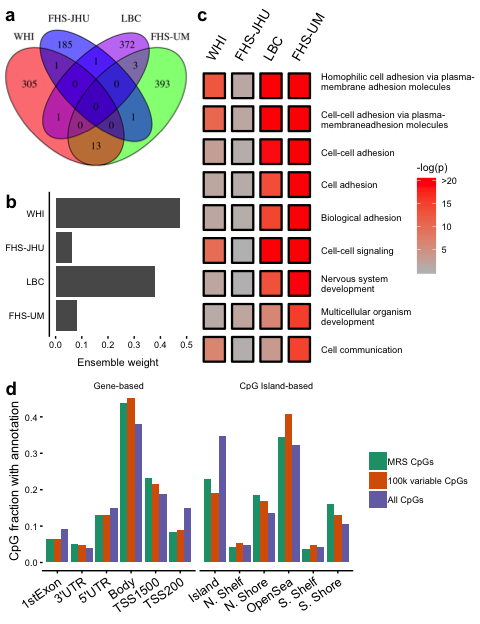 a
FHS-JHU
LBC
WHI
FHS-UM
185
372
1
1
3
305
0
0
393
0
1
0
0
1
13
b
WHI
FHS-JHU
LBC
FHS-UM
0.0 0.1 0.2 0.3 0.4 0.5
Ensemble weight
c
WHI
FHS-JHU
LBC
FHS-UM
Homophilic cell adhesion via plasma-
membrane adhesion molecules
Cell-cell adhesion via plasma-
membraneadhesion molecules
Cell-cell adhesion
Cell adhesion
Biological adhesion
Cell-cell signaling
Nervous system
development
Multicellular organism
development
Cell communication
-log(p)
>20
15
10
5
d
Gene-based
CpG Island-based
CpG fraction with annotation
0.4
0.3
0.2
0.1
0.0
1stExon
3'UTR
5'UTR
Body
TSS1500
TSS200
Island
N. Shelf
N. Shore
OpenSea
S. Shelf
S. Shore
MRS CpGs
100k variable CpGs
All CpGs